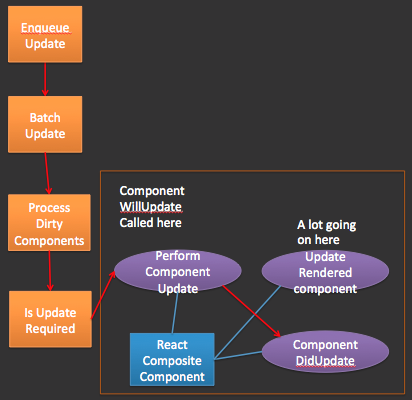 Enqueue
Update
Batch
Update
Process
Dirty
Components
Is Update
Required
Component
WillUpdate
Called here
Perform
Component
Update
A lot going
on here
Update
Rendered
component
React
Composite
Component
Component
DidUpdate